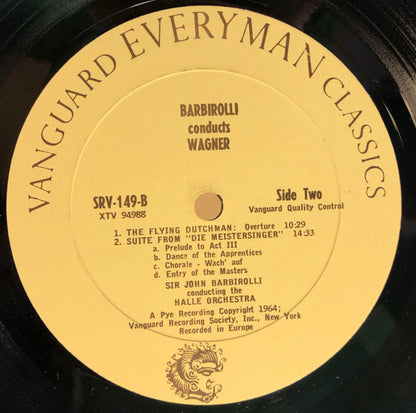 VANGUARD EVERYMAN CLASSICS
BARBIROLLI
conducts
WAGNER
SRV-149-B
XTV 94988
Side Two
Vanguard Quality Control
1. THE FLYING DUTCHMAN: Overture 10:29
2. SUITE FROM "DIE MEISTERSINGER" 14:33
a. Prelude to Act III
b. Dance of the Apprentices
c. Chorale - Wach' auf
d. Entry of the Masters
SIR JOHN BARBIROLLI
conducting the
HALLE ORCHESTRA
A Pye Recording Copyright 1964;
Vanguard Recording Society, Inc., New York
Recorded in Europe